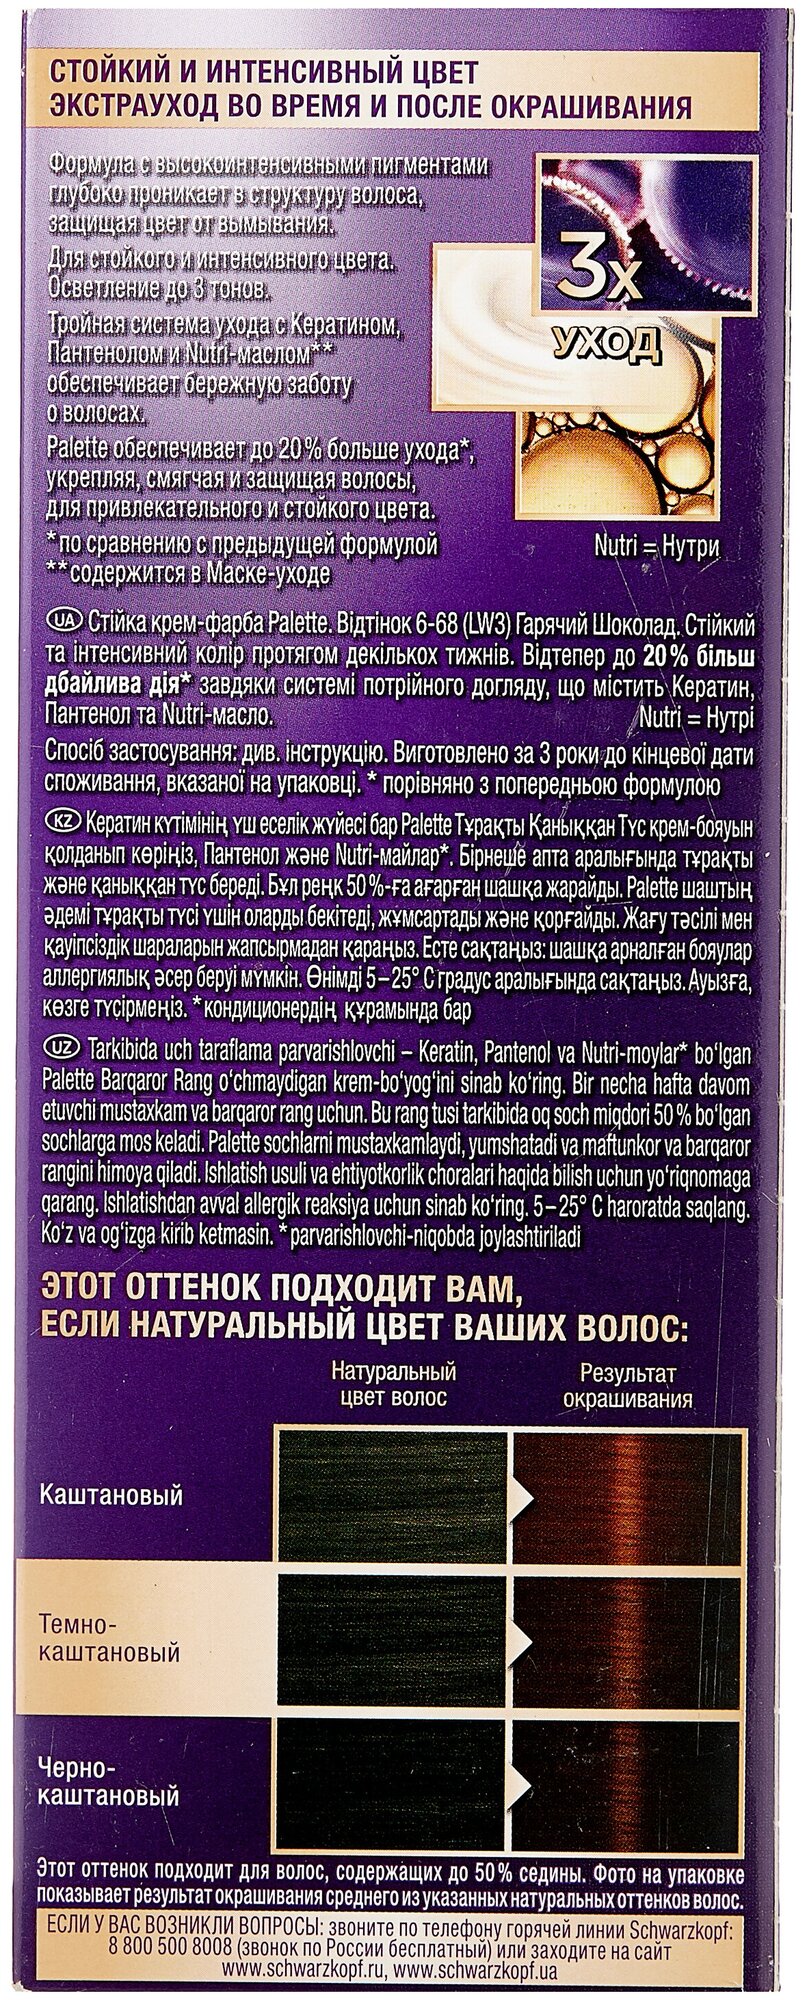 СТОЙКИЙ И ИНТЕНСИВНЫЙ ЦВЕТ
ЭКСТРАУХОД ВО ВРЕМЯ И ПОСЛЕ ОКРАШИВАНИЯ
Формула с высокоинтенсивными пигментами
глубоко проникает в структуру волоса,
защищая цвет от вымывания.
Для стойкого и интенсивного цвета.
Осветление до 3 тонов.
Тройная система ухода с Кератином,
Пантенолом и Nutri-маслом**
обеспечивает бережную заботу
о волосах.
Palette обеспечивает до 20% больше ухода*,
укрепляя, смягчая и защищая волосы,
для привлекательного и стойкого цвета.
*по сравнению с предыдущей формулой
**содержится в Маске-уходе
3x
УХОД
Nutri = Нутри
UA Стійка крем-фарба Palette. Відтінок 6-68 (LW3) Гарячий Шоколад. Стійкий
та інтенсивний колір протягом декількох тижнів. Відтепер до 20% більш
дбайлива дія* завдяки системі потрійного догляду, що містить Кератин,
Пантенол та Nutri-масло. Nutri = Нутрі
Спосіб застосування: див. інструкцію. Виготовлено за 3 роки до кінцевої дати
споживання, вказаної на упаковці. * порівняно з попередньою формулою
KZ Кератин күтімінің үш еселік жүйесі бар Palette Тұрақты Қаныққан Түс крем-бояуын
қолданып көріңіз, Пантенол және Nutri-майлар*. Бірнеше апта аралығында тұрақты
және қаныққан түс береді. Бұл реңк 50%-ға ағарған шашқа жарайды. Palette шаштың
әдемі тұрақты түсі үшін оларды бекітеді, жұмсартады және қорғайды. Жағу тәсілі мен
қауіпсіздік шараларын жапсырмадан қараңыз. Есте сақтаңыз: шашқа арналған бояулар
аллергиялық әсер беруі мүмкін. Өнімді 5–25° С градус аралығында сақтаңыз. Ауызға,
көзге түсірмеңіз. *кондиционердің құрамында бар
UZ Tarkibida uch taraflama parvarishlovchi – Keratin, Pantenol va Nutri-moylar* bo‘lgan
Palette Barqaror Rang o‘chmaydigan krem-bo‘yog‘ini sinab ko‘ring. Bir necha hafta davom
etuvchi mustaxkam va barqaror rang uchun. Bu rang tusi tarkibida oq soch miqdori 50% bo‘lgan
sochlarga mos keladi. Palette sochlarni mustaxkamlaydi, yumshatadi va maftunkor va barqaror
rangini himoya qiladi. Ishlatish usuli va ehtiyotkorlik choralari haqida bilish uchun yo‘riqnomaga
qarang. Ishlatishdan avval allergik reaksiya uchun sinab ko‘ring. 5–25° C haroratda saqlang.
Ko‘z va og‘izga kirib ketmasin. *parvarishlovchi-niqobda joylashtiriladi
ЭТОТ ОТТЕНОК ПОДХОДИТ ВАМ,
ЕСЛИ НАТУРАЛЬНЫЙ ЦВЕТ ВАШИХ ВОЛОС:
Натуральный
цвет волос
Результат
окрашивания
Каштановый
Темно-
каштановый
Черно-
каштановый
Этот оттенок подходит для волос, содержащих до 50% седины. Фото на упаковке
показывает результат окрашивания среднего из указанных натуральных оттенков волос.
ЕСЛИ У ВАС ВОЗНИКЛИ ВОПРОСЫ: звоните по телефону горячей линии Schwarzkopf:
8 800 500 8008 (звонок по России бесплатный) или заходите на сайт
www.schwarzkopf.ru, www.schwarzkopf.ua